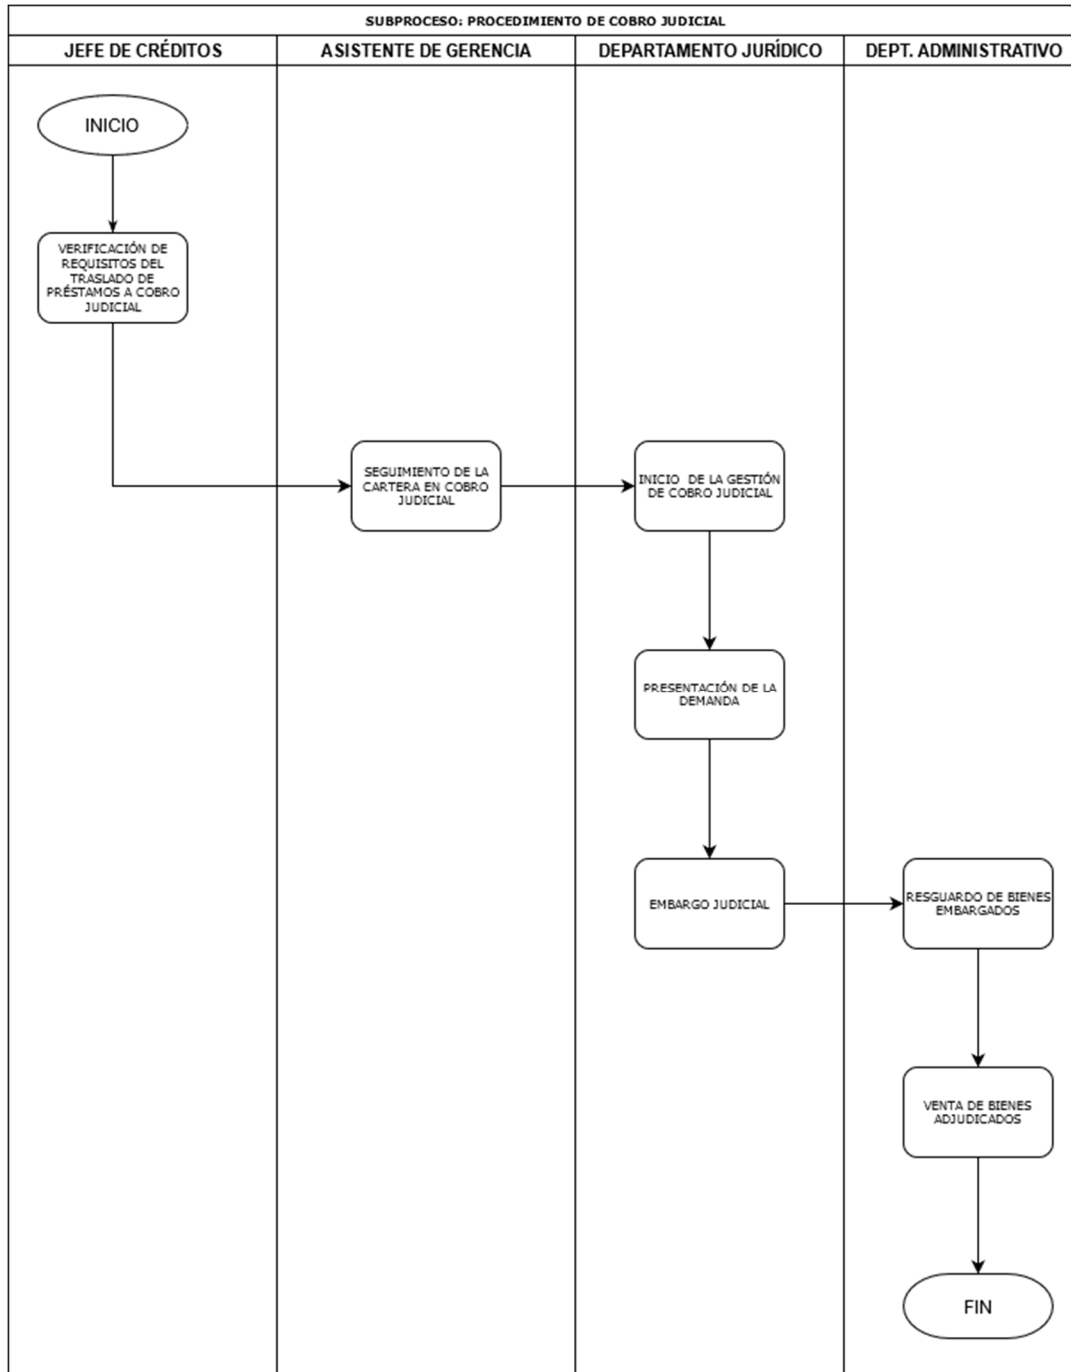 SUBPROCESO: PROCEDIMIENTO DE COBRO JUDICIAL
JEFE DE CRÉDITOS
ASISTENTE DE GERENCIA
DEPARTAMENTO JURÍDICO
DEPT. ADMINISTRATIVO
INICIO
VERIFICACIÓN DE
REQUISITOS DEL
TRASLADO DE
PRÉSTAMOS A COBRO
JUDICIAL
SEGUIMIENTO DE LA
CARTERA EN COBRO
JUDICIAL
INICIO DE LA GESTIÓN
DE COBRO JUDICIAL
PRESENTACIÓN DE LA
DEMANDA
EMBARGO JUDICIAL
RESGUARDO DE BIENES
EMBARGADOS
VENTA DE BIENES
ADJUDICADOS
FIN